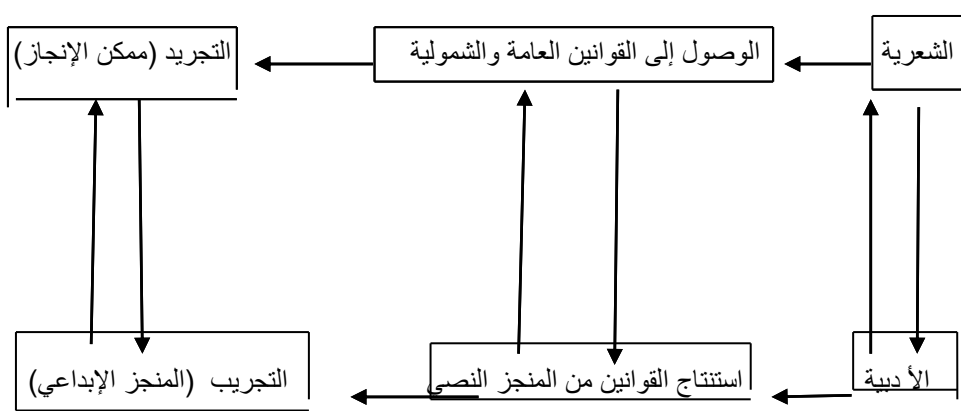 الشعرية
الوصول إلى القوانين العامة والشمولية
التجريد (ممكن الإنجاز)
الأدبية
استنتاج القوانين من المنجز النصي
التجريب (المنجز الإبداعي)